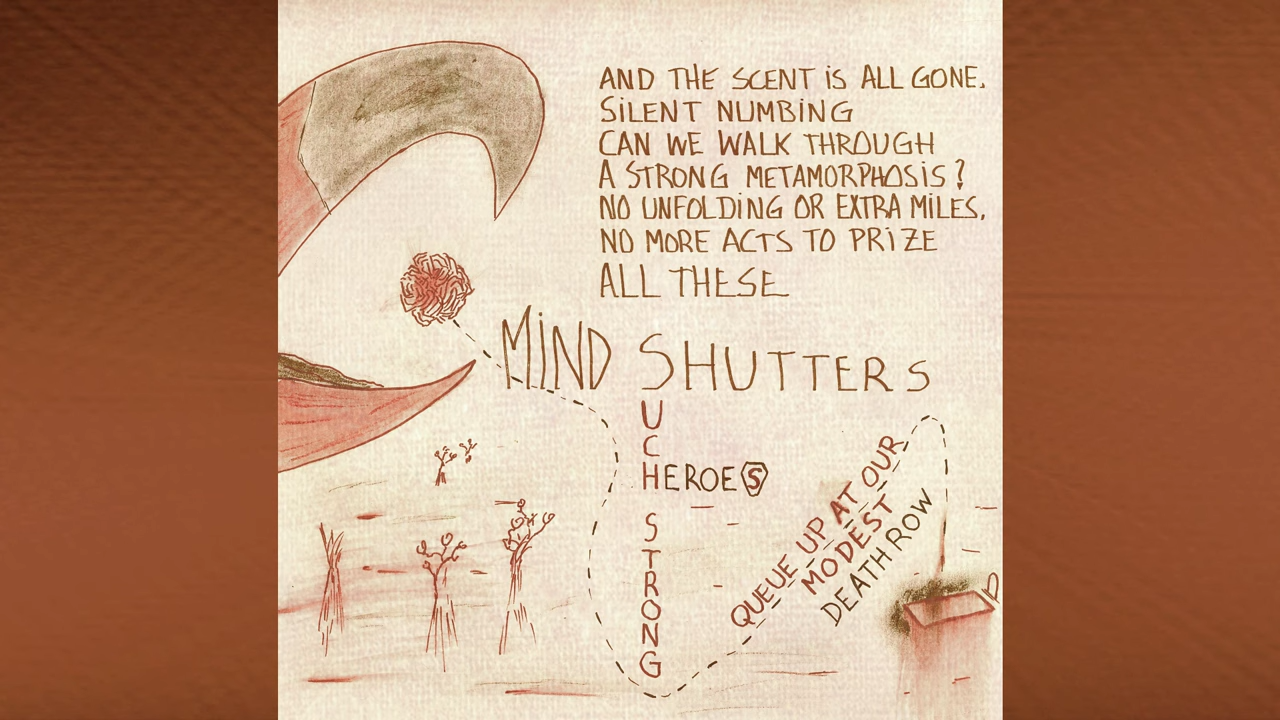 AND THE SCENT iS ALL GONE.
SiLENT NUMBING
CAN WE WALK THROUGH
A STRONG METAMORPHOSiS?
NO UNFOLDiNG OR EXTRA MiLES,
NO MORE ACTS TO PRiZE
ALL THESE
MiND SHUTTERS
SUCH
HEROES
STRONG
QUEUE UP AT OUR
MODEST
DEATH ROW